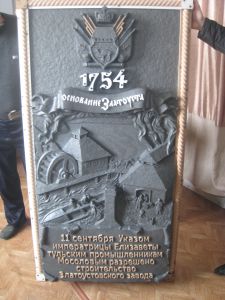 1754
основание Златоуста
11 сентября Указом
императрицы Елизаветы
тульским промышленникам
Мосоловым разрешено
строительство
Златоустовского завода